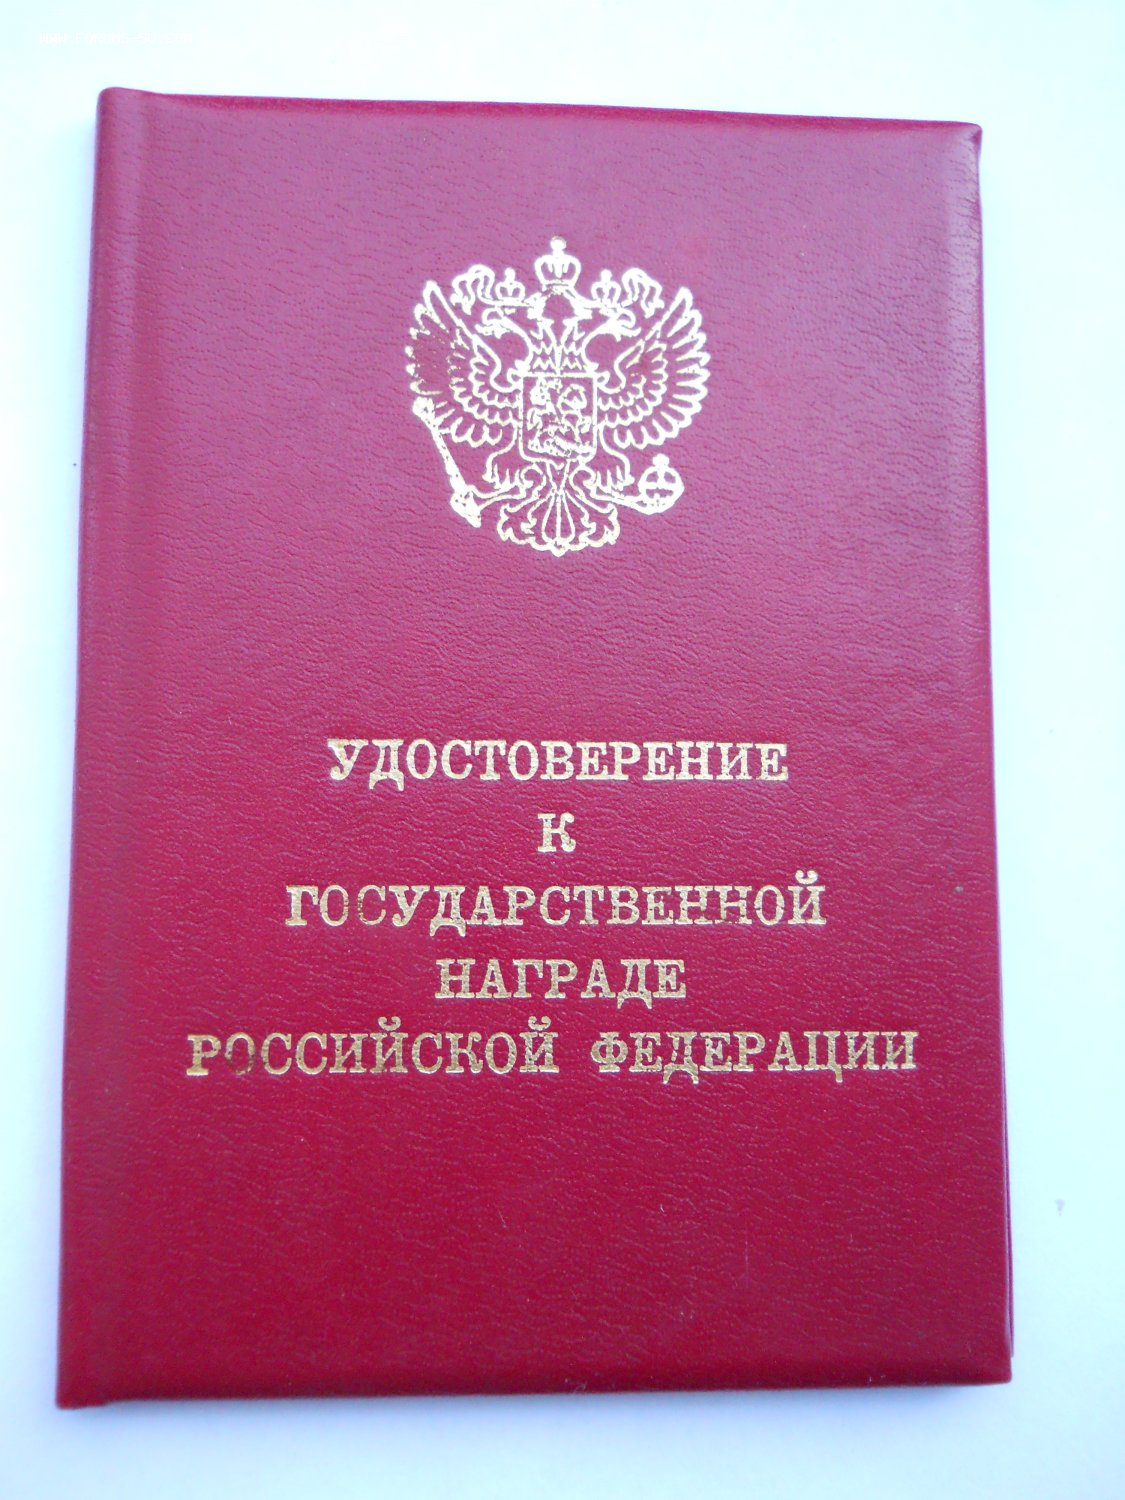 УДОСТОВЕРЕНИЕ
К
ГОСУДАРСТВЕННОЙ
НАГРАДЕ
РОССИЙСКОЙ ФЕДЕРАЦИИ